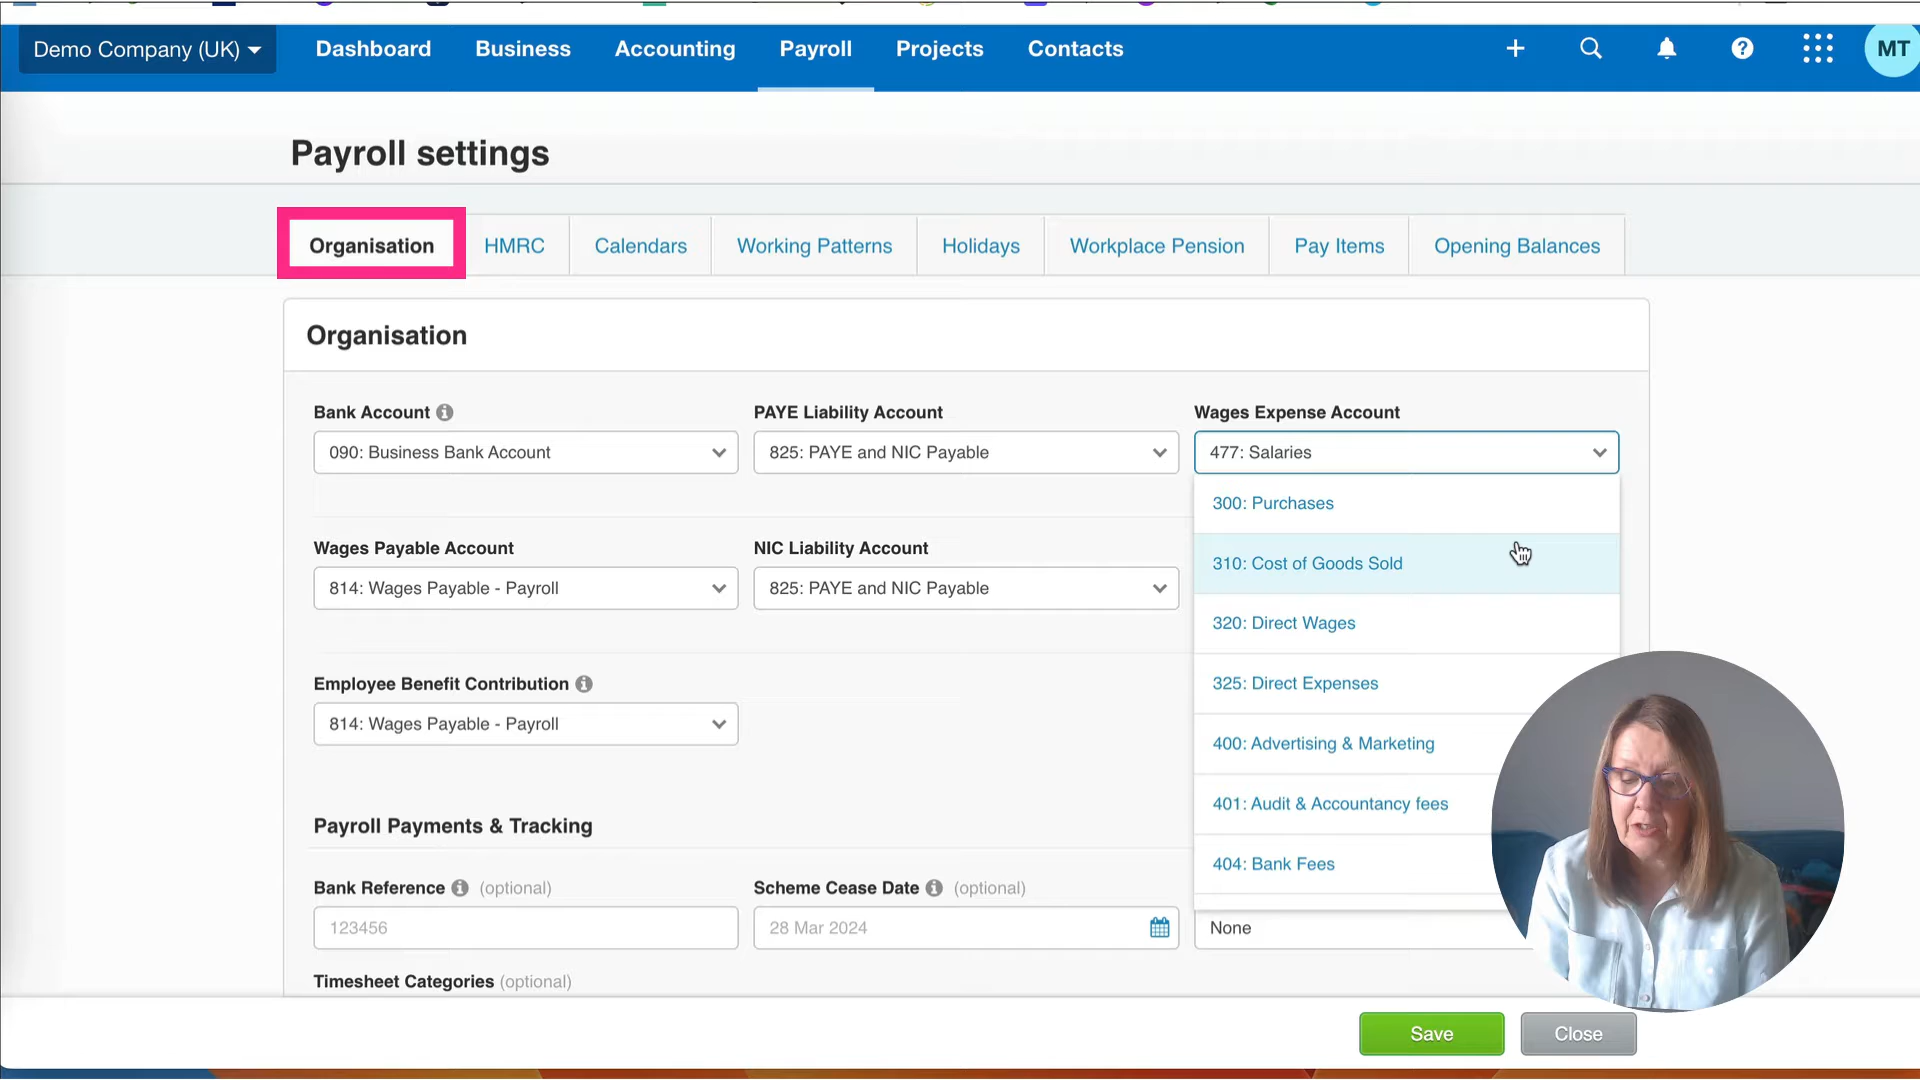 Demo Company (UK) Dashboard Business Accounting Payroll Projects Contacts MT
Payroll settings
Organisation HMRC Calendars Working Patterns Holidays Workplace Pension Pay Items Opening Balances
Organisation
Bank Account PAYE Liability Account Wages Expense Account
090: Business Bank Account 825: PAYE and NIC Payable 477: Salaries
300: Purchases
Wages Payable Account NIC Liability Account
310: Cost of Goods Sold
814: Wages Payable - Payroll 825: PAYE and NIC Payable
320: Direct Wages
Employee Benefit Contribution
325: Direct Expenses
814: Wages Payable - Payroll
400: Advertising & Marketing
401: Audit & Accountancy fees
Payroll Payments & Tracking
404: Bank Fees
Bank Reference (optional) Scheme Cease Date (optional)
123456 28 Mar 2024 None
Timesheet Categories (optional)
Save Close